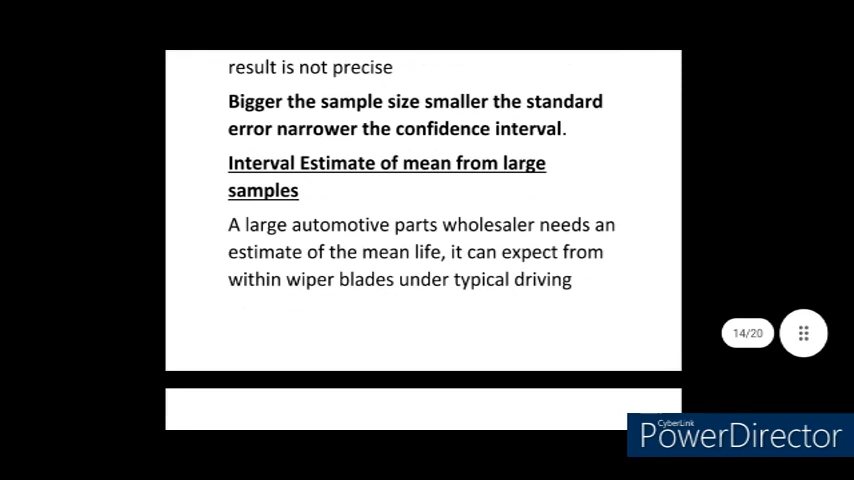 result is not precise
Bigger the sample size smaller the standard
error narrower the confidence interval.
Interval Estimate of mean from large
samples
A large automotive parts wholesaler needs an
estimate of the mean life, it can expect from
within wiper blades under typical driving
14/20
CyberLink
PowerDirector